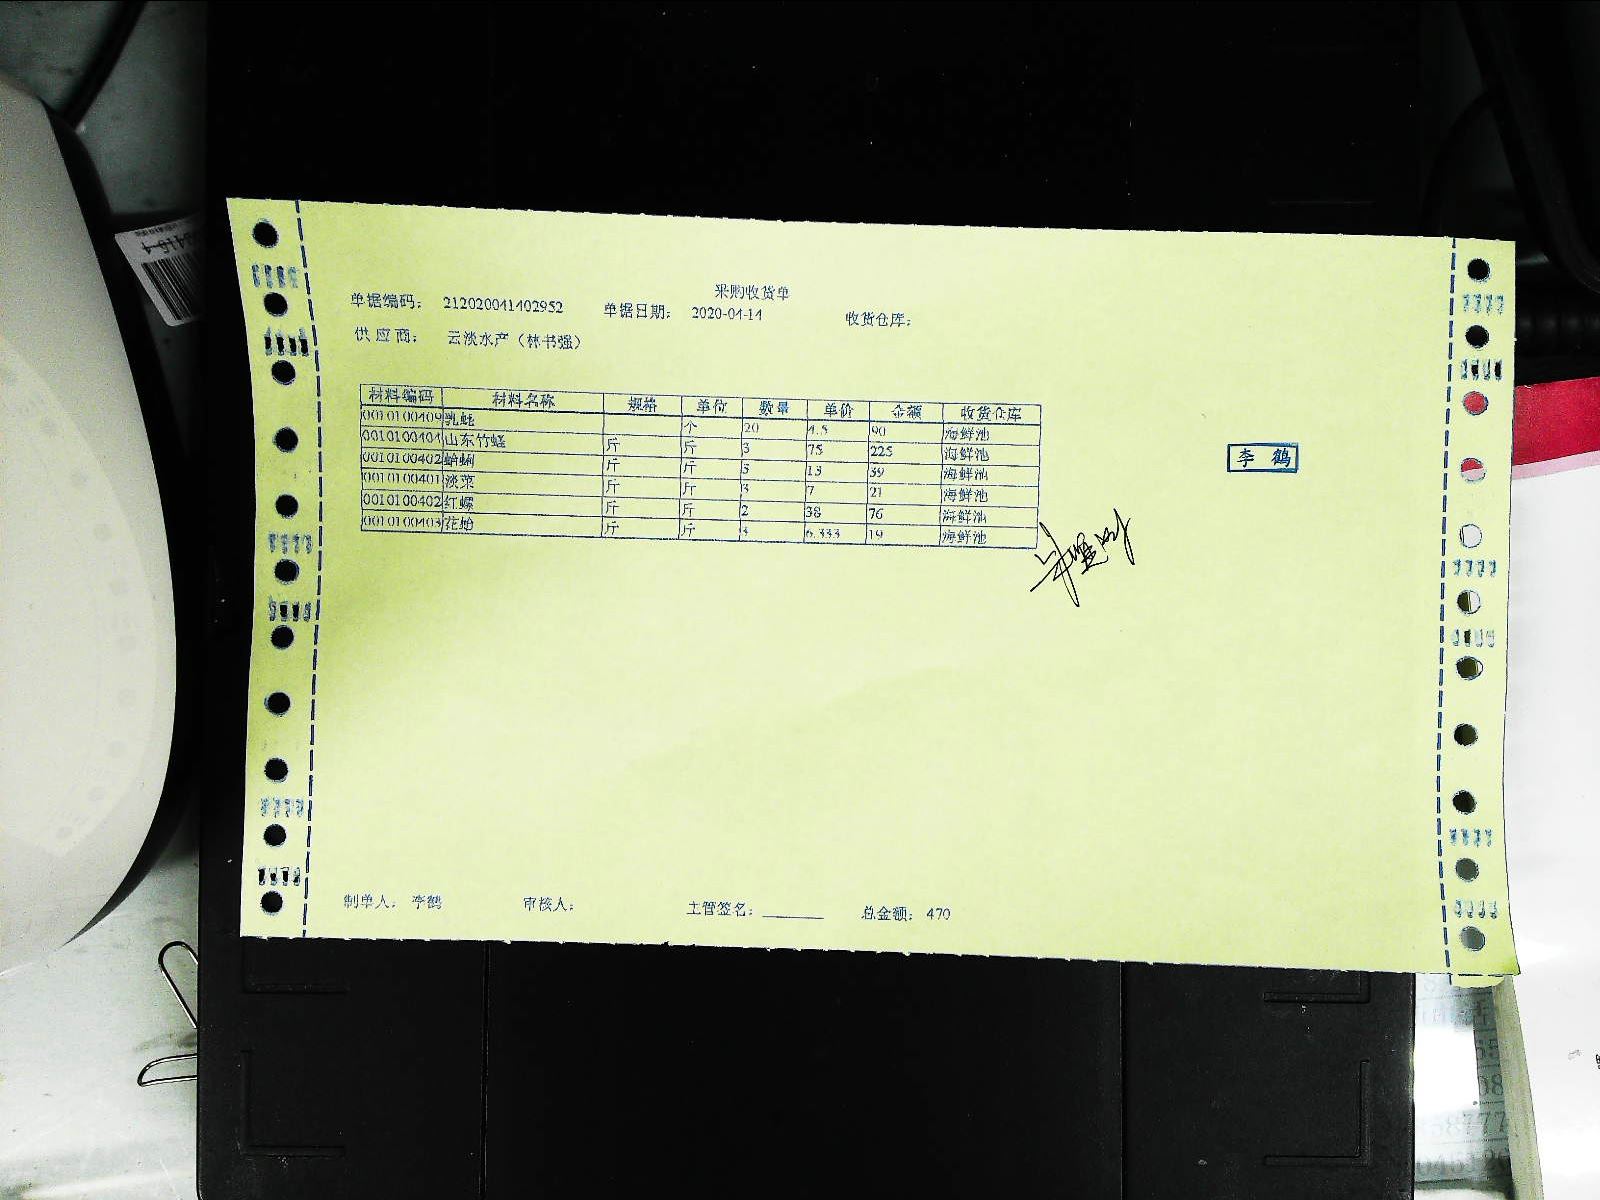 采购收货单
单据编码： 212020041402952 单据日期： 2020-04-14 收货仓库：
供应商： 云淡水产（林书强）
材料编码 材料名称 规格 单位 数量 单价 金额 收货仓库
0010100409 乳蚝 个 20 4.5 90 海鲜池
0010100404 山东竹蛏 斤 斤 3 75 225 海鲜池
0010100402 蛤蜊 斤 斤 3 13 39 海鲜池
0010100401 淡菜 斤 斤 3 7 21 海鲜池
0010100402 红螺 斤 斤 2 38 76 海鲜池
0010100403 花蛤 斤 斤 3 6.333 19 海鲜池
李 鹤
制单人： 李鹤 审核人： 主管签名：________ 总金额： 470